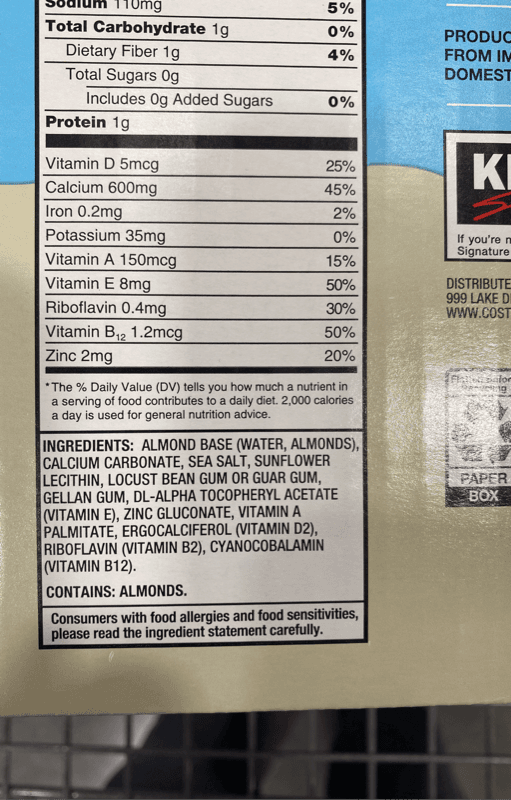 Sodium 110mg 5%
Total Carbohydrate 1g 0%
Dietary Fiber 1g 4%
Total Sugars 0g
Includes 0g Added Sugars 0%
Protein 1g
Vitamin D 5mcg 25%
Calcium 600mg 45%
Iron 0.2mg 2%
Potassium 35mg 0%
Vitamin A 150mcg 15%
Vitamin E 8mg 50%
Riboflavin 0.4mg 30%
Vitamin B12 1.2mcg 50%
Zinc 2mg 20%
*The % Daily Value (DV) tells you how much a nutrient in
a serving of food contributes to a daily diet. 2,000 calories
a day is used for general nutrition advice.
INGREDIENTS: ALMOND BASE (WATER, ALMONDS),
CALCIUM CARBONATE, SEA SALT, SUNFLOWER
LECITHIN, LOCUST BEAN GUM OR GUAR GUM,
GELLAN GUM, DL-ALPHA TOCOPHERYL ACETATE
(VITAMIN E), ZINC GLUCONATE, VITAMIN A
PALMITATE, ERGOCALCIFEROL (VITAMIN D2),
RIBOFLAVIN (VITAMIN B2), CYANOCOBALAMIN
(VITAMIN B12).
CONTAINS: ALMONDS.
Consumers with food allergies and food sensitivities,
please read the ingredient statement carefully.
PRODUC
FROM IM
DOMEST
KI
If you're n
Signature
DISTRIBUTE
999 LAKE D
WWW.COST
PAPER
BOX